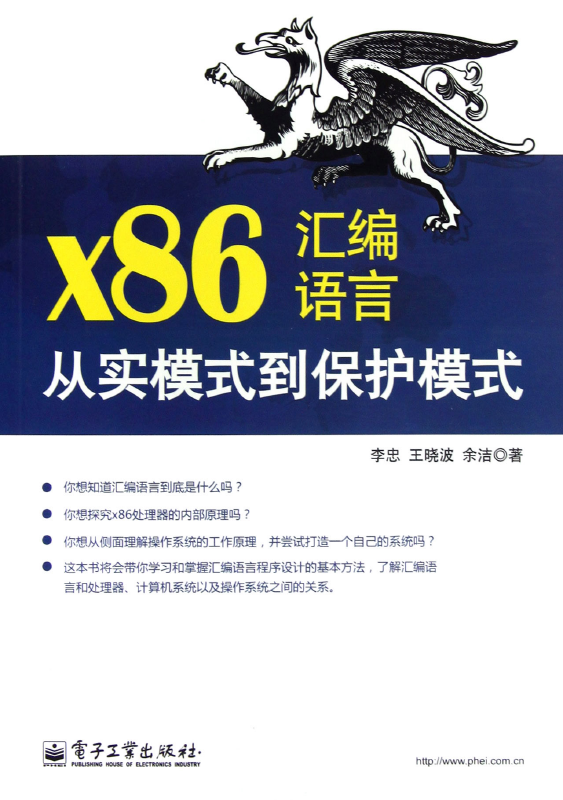 x86 汇编
语言
从实模式到保护模式
李忠 王晓波 余洁◎著
● 你想知道汇编语言到底是什么吗？
● 你想探究x86处理器的内部原理吗？
● 你想从侧面理解操作系统的工作原理，并尝试打造一个自己的系统吗？
● 这本书将会带你学习和掌握汇编语言程序设计的基本方法，了解汇编语
言和处理器、计算机系统以及操作系统之间的关系。
電子工業出版社·
PUBLISHING HOUSE OF ELECTRONICS INDUSTRY
http://www.phei.com.cn